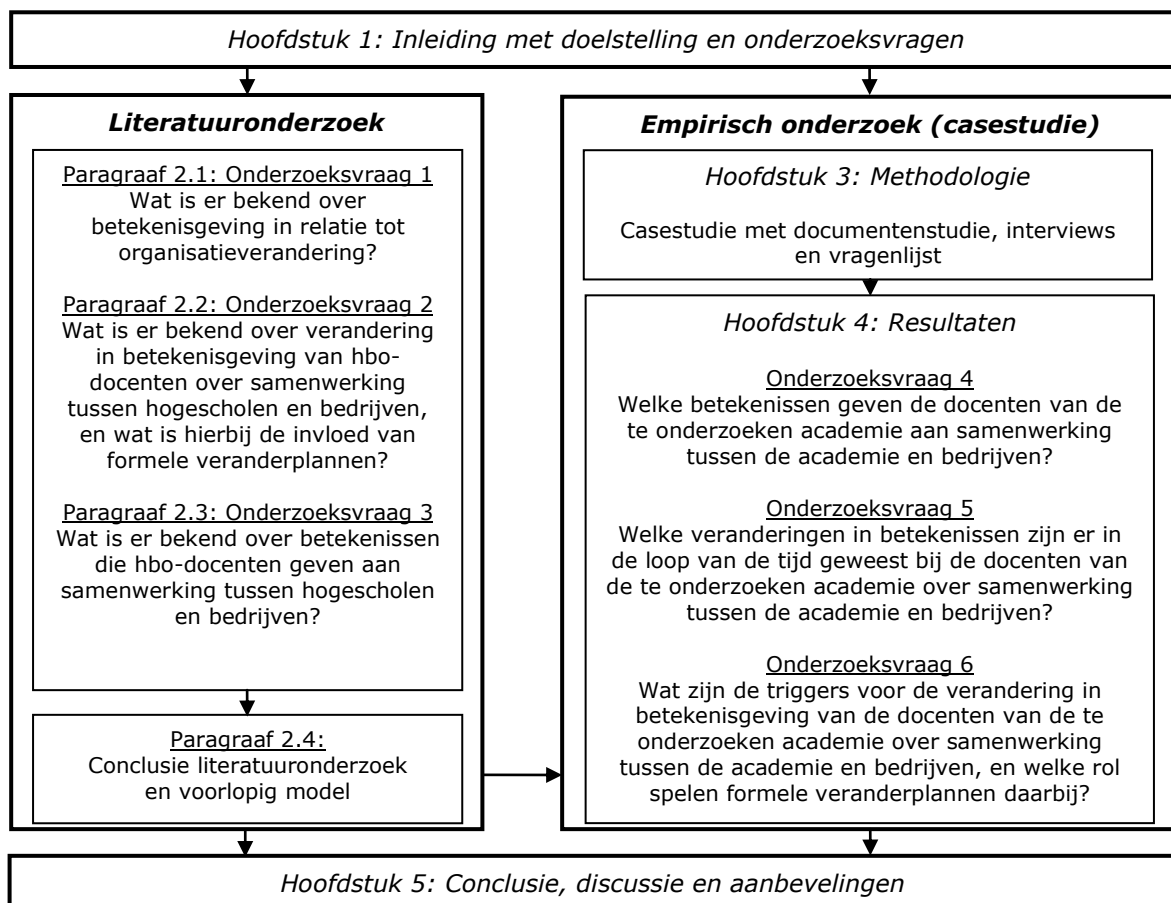 Hoofdstuk 1: Inleiding met doelstelling en onderzoeksvragen
Literatuuronderzoek
Paragraaf 2.1: Onderzoeksvraag 1
Wat is er bekend over
betekenisgeving in relatie tot
organisatieverandering?
Paragraaf 2.2: Onderzoeksvraag 2
Wat is er bekend over verandering
in betekenisgeving van hbo-
docenten over samenwerking
tussen hogescholen en bedrijven,
en wat is hierbij de invloed van
formele veranderplannen?
Paragraaf 2.3: Onderzoeksvraag 3
Wat is er bekend over betekenissen
die hbo-docenten geven aan
samenwerking tussen hogescholen
en bedrijven?
Paragraaf 2.4:
Conclusie literatuuronderzoek
en voorlopig model
Empirisch onderzoek (casestudie)
Hoofdstuk 3: Methodologie
Casestudie met documentenstudie, interviews
en vragenlijst
Hoofdstuk 4: Resultaten
Onderzoeksvraag 4
Welke betekenissen geven de docenten van de
te onderzoeken academie aan samenwerking
tussen de academie en bedrijven?
Onderzoeksvraag 5
Welke veranderingen in betekenissen zijn er in
de loop van de tijd geweest bij de docenten van
de te onderzoeken academie over samenwerking
tussen de academie en bedrijven?
Onderzoeksvraag 6
Wat zijn de triggers voor de verandering in
betekenisgeving van de docenten van de te
onderzoeken academie over samenwerking
tussen de academie en bedrijven, en welke rol
spelen formele veranderplannen daarbij?
Hoofdstuk 5: Conclusie, discussie en aanbevelingen